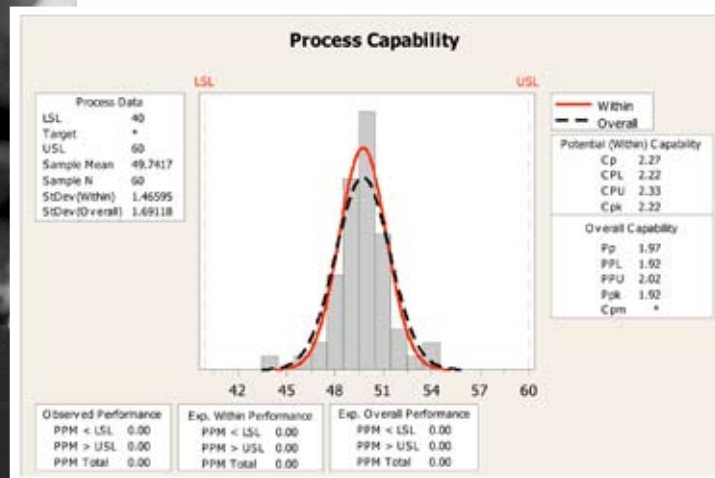 Process Capability
LSL USL
Process Data
LSL 40
Target *
USL 60
Sample Mean 49.7417
Sample N 60
StDev(Within) 1.46595
StDev(Overall) 1.69118
Within
Overall
Potential (Within) Capability
Cp 2.27
CPL 2.22
CPU 2.33
Cpk 2.22
Overall Capability
Pp 1.97
PPL 1.92
PPU 2.02
Ppk 1.92
Cpm *
42 45 48 51 54 57 60
Observed Performance
PPM < LSL 0.00
PPM > USL 0.00
PPM Total 0.00
Exp. Within Performance
PPM < LSL 0.00
PPM > USL 0.00
PPM Total 0.00
Exp. Overall Performance
PPM < LSL 0.00
PPM > USL 0.00
PPM Total 0.00